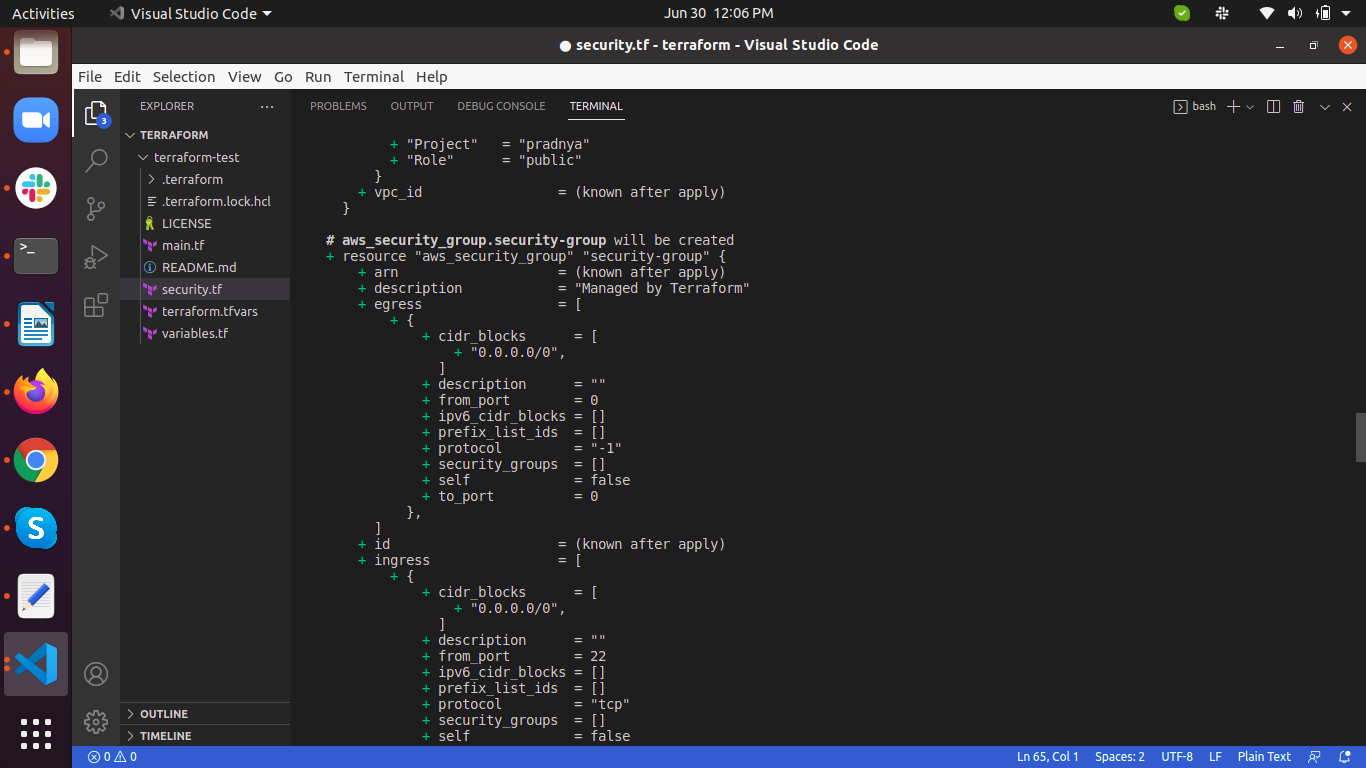 Activities Visual Studio Code Jun 30 12:06 PM
● security.tf - terraform - Visual Studio Code
File Edit Selection View Go Run Terminal Help
EXPLORER ···
3
TERRAFORM
terraform-test
.terraform
.terraform.lock.hcl
LICENSE
main.tf
README.md
security.tf
terraform.tfvars
variables.tf
OUTLINE
TIMELINE
PROBLEMS OUTPUT DEBUG CONSOLE TERMINAL bash
+ "Project"   = "pradnya"
+ "Role"      = "public"
}
+ vpc_id                 = (known after apply)
}
# aws_security_group.security-group will be created
+ resource "aws_security_group" "security-group" {
+ arn                    = (known after apply)
+ description            = "Managed by Terraform"
+ egress                 = [
+ {
+ cidr_blocks      = [
+ "0.0.0.0/0",
]
+ description      = ""
+ from_port        = 0
+ ipv6_cidr_blocks = []
+ prefix_list_ids  = []
+ protocol         = "-1"
+ security_groups  = []
+ self             = false
+ to_port          = 0
},
]
+ id                     = (known after apply)
+ ingress                = [
+ {
+ cidr_blocks      = [
+ "0.0.0.0/0",
]
+ description      = ""
+ from_port        = 22
+ ipv6_cidr_blocks = []
+ prefix_list_ids  = []
+ protocol         = "tcp"
+ security_groups  = []
+ self             = false
0 0 Ln 65, Col 1 Spaces: 2 UTF-8 LF Plain Text